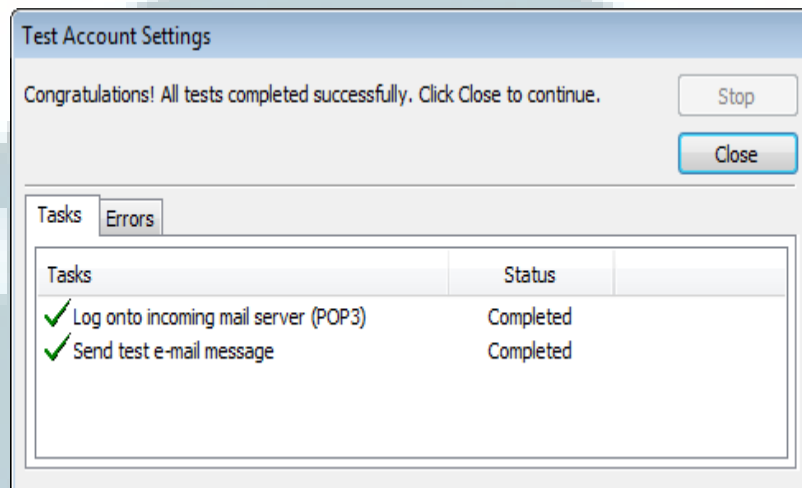 Test Account Settings
Congratulations! All tests completed successfully. Click Close to continue.
Stop
Close
Tasks
Errors
Tasks Status
Log onto incoming mail server (POP3) Completed
Send test e-mail message Completed